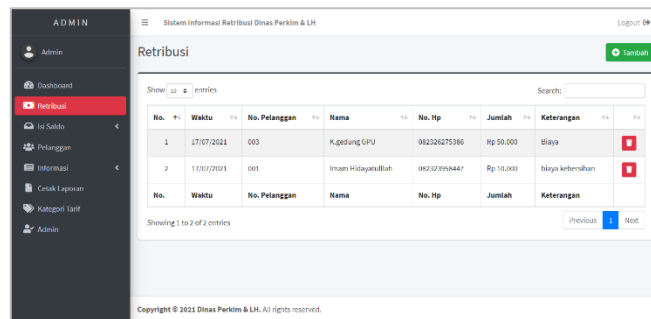 ADMIN
Sistem Informasi Retribusi Dinas Perkim & LH
Logout
Admin
Retribusi
Tambah
Dashboard
Retribusi
Isi Saldo
Pelanggan
Informasi
Cetak Laporan
Kategori Tarif
Admin
Show 10 entries
Search:
No. Waktu No. Pelanggan Nama No. Hp Jumlah Keterangan
1 17/07/2021 003 K.gedung GPU 082326275386 Rp 50.000 Biaya
2 17/07/2021 001 Imam Hidayatulllah 082323958447 Rp 10.000 biaya kebersihan
No. Waktu No. Pelanggan Nama No. Hp Jumlah Keterangan
Showing 1 to 2 of 2 entries
Previous 1 Next
Copyright © 2021 Dinas Perkim & LH. All rights reserved.